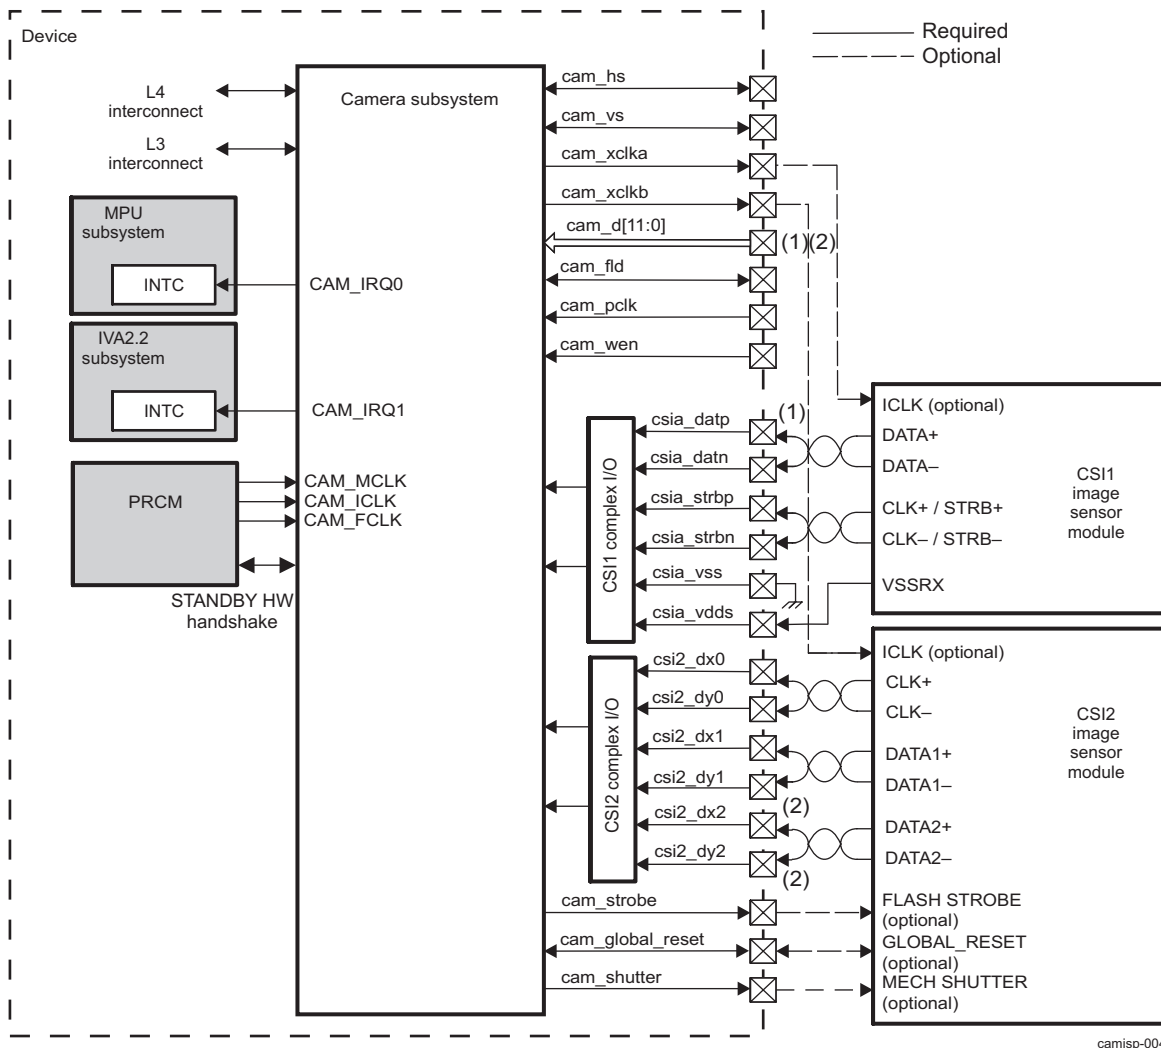 Device
Required
Optional
L4
interconnect
L3
interconnect
Camera subsystem
MPU
subsystem
INTC
CAM_IRQ0
IVA2.2
subsystem
INTC
CAM_IRQ1
PRCM
CAM_MCLK
CAM_ICLK
CAM_FCLK
STANDBY HW
handshake
cam_hs
cam_vs
cam_xclka
cam_xclkb
cam_d[11:0]
(1)(2)
cam_fld
cam_pclk
cam_wen
CSI1 complex I/O
csia_datp
(1)
csia_datn
csia_strbp
csia_strbn
csia_vss
csia_vdds
ICLK (optional)
DATA+
DATA–
CLK+ / STRB+
CLK– / STRB–
VSSRX
CSI1
image
sensor
module
CSI2 complex I/O
csi2_dx0
csi2_dy0
csi2_dx1
csi2_dy1
(2)
csi2_dx2
csi2_dy2
(2)
ICLK (optional)
CLK+
CLK–
DATA1+
DATA1–
DATA2+
DATA2–
CSI2
image
sensor
module
cam_strobe
cam_global_reset
cam_shutter
FLASH STROBE
(optional)
GLOBAL_RESET
(optional)
MECH SHUTTER
(optional)
camisp-004